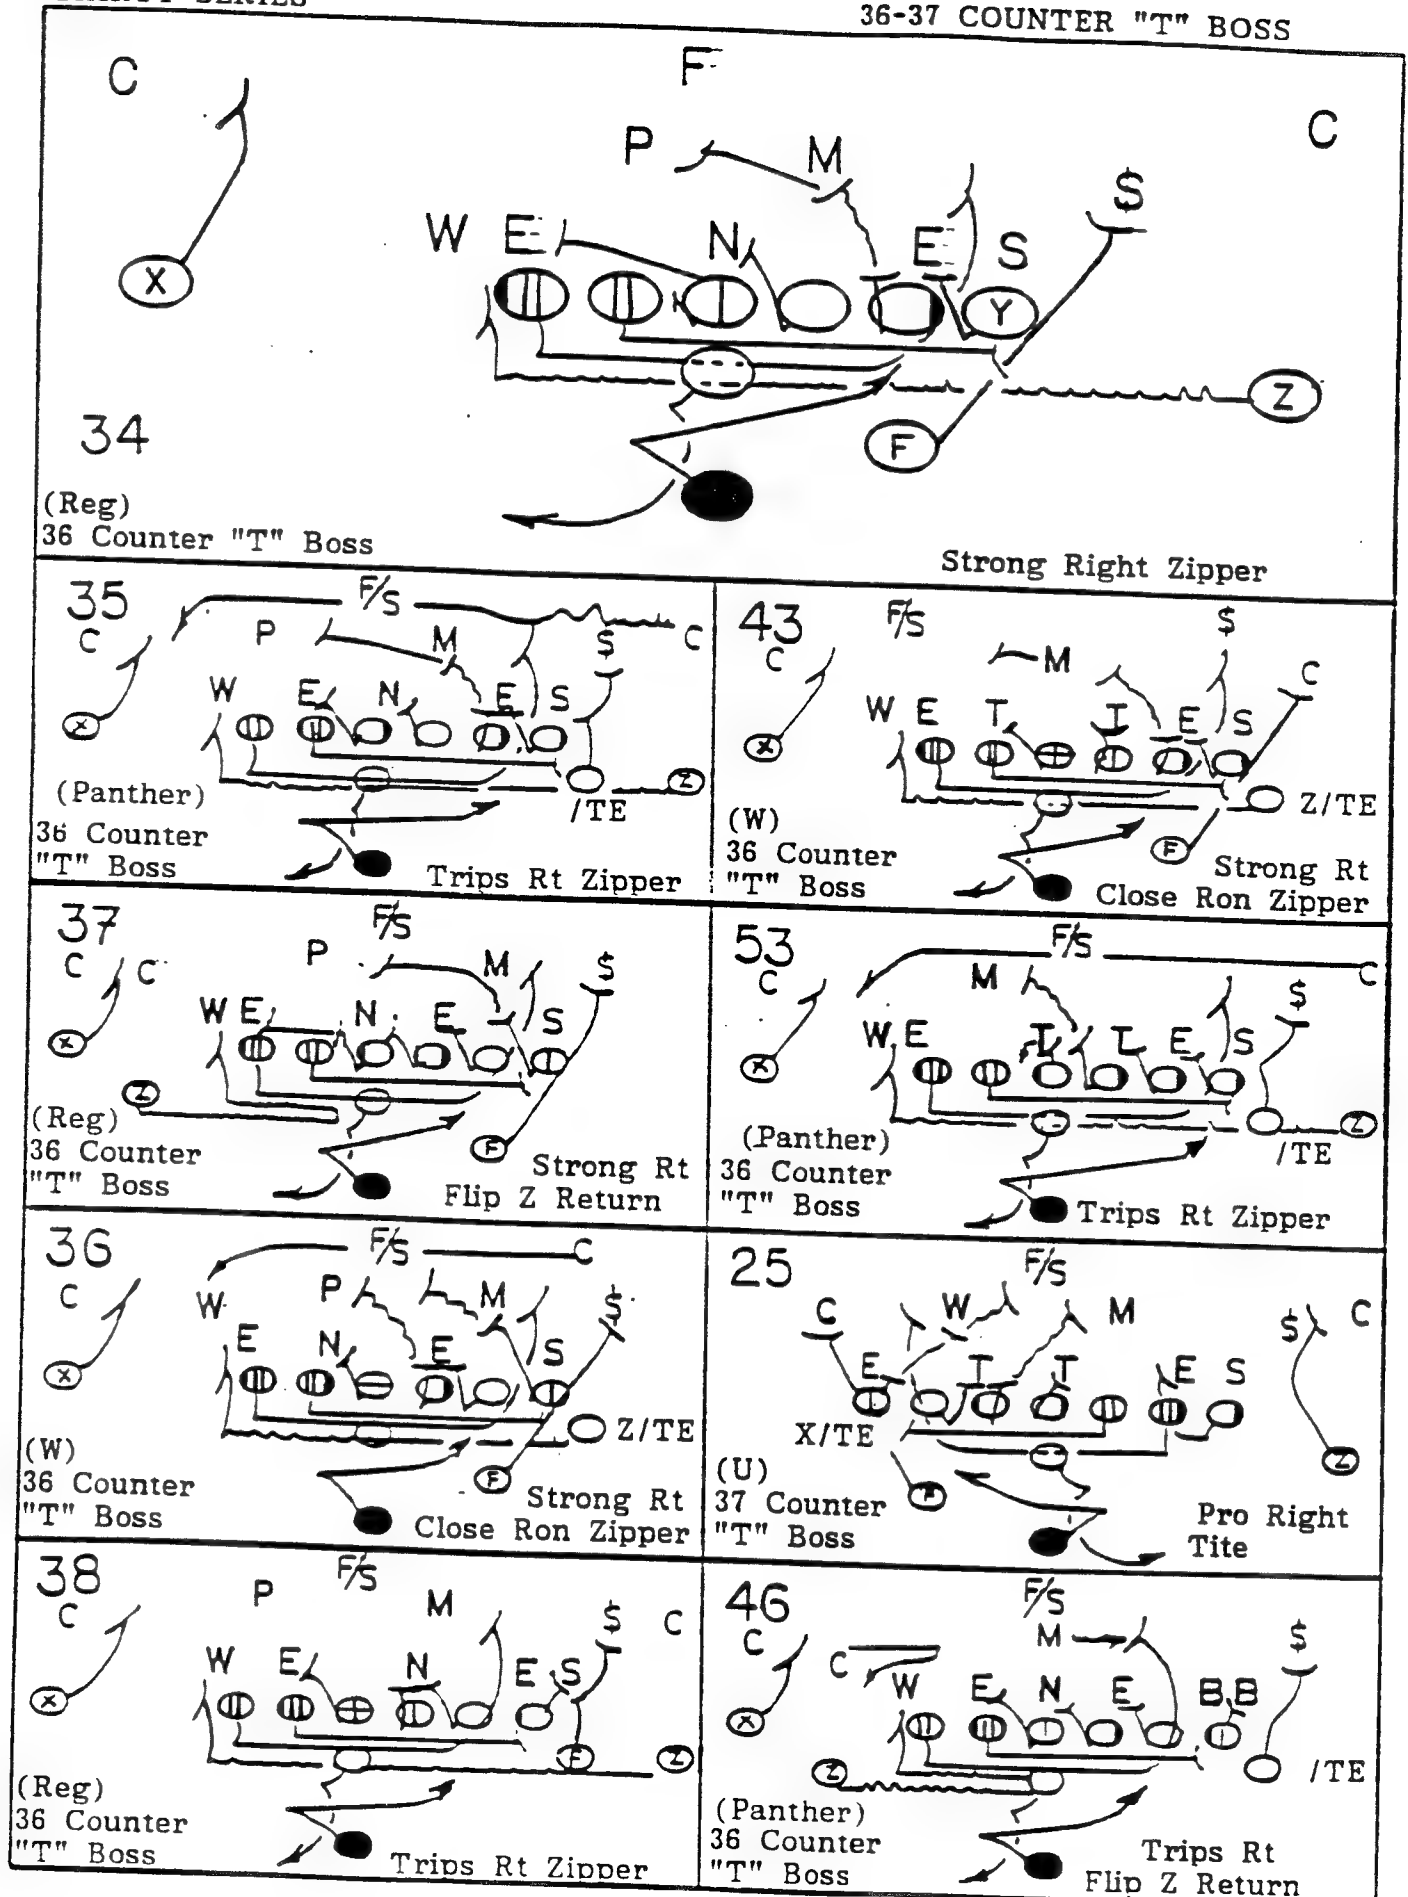 SERIES
36-37 COUNTER "T" BOSS
C
F
C
P
M
$
W E N E S
X
Y
Z
F
34
(Reg)
36 Counter "T" Boss
Strong Right Zipper
35
F/S
C P M $ C
W E N E S
X
Z
(Panther)
/TE
36 Counter
"T" Boss
Trips Rt Zipper
43
F/S $
C M C
W E T T E S
X
Z/TE
(W)
F
36 Counter
"T" Boss
Strong Rt
Close Ron Zipper
37
F/S
C C P M $
W E N E S
X
Z
(Reg)
F
36 Counter
"T" Boss
Strong Rt
Flip Z Return
53
F/S
C M $ C
W E T T E S
X
Z
(Panther)
/TE
36 Counter
"T" Boss
Trips Rt Zipper
36
F/S C
C W P M $
E N E S
X
Z/TE
(W)
F
36 Counter
"T" Boss
Strong Rt
Close Ron Zipper
25
F/S
C W M $ C
E T T E S
X/TE
Z
(U)
F
37 Counter
"T" Boss
Pro Right
Tite
38
F/S
C P M $ C
W E N E S
X
F Z
(Reg)
36 Counter
"T" Boss
Trips Rt Zipper
46
F/S
C C M $
W E N E B B
X
Z
/TE
(Panther)
36 Counter
"T" Boss
Trips Rt
Flip Z Return